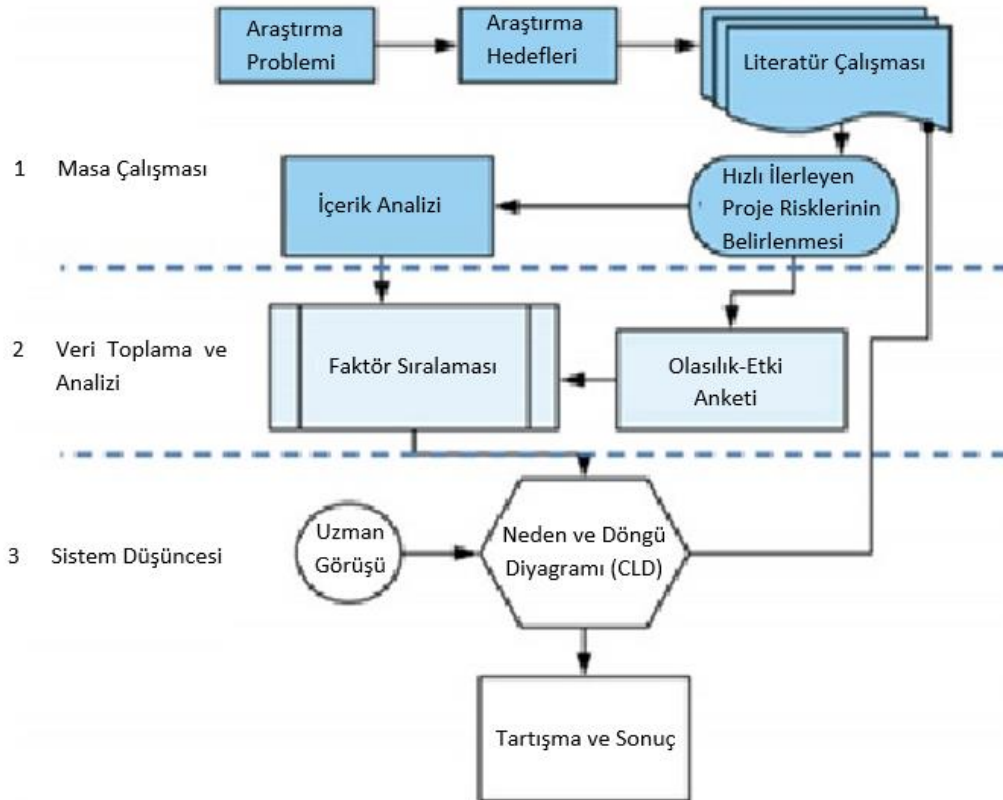 Araştırma
Problemi
Araştırma
Hedefleri
Literatür Çalışması
1 Masa Çalışması
İçerik Analizi
Hızlı İlerleyen
Proje Risklerinin
Belirlenmesi
2 Veri Toplama ve
Analizi
Faktör Sıralaması
Olasılık-Etki
Anketi
3 Sistem Düşüncesi
Uzman
Görüşü
Neden ve Döngü
Diyagramı (CLD)
Tartışma ve Sonuç